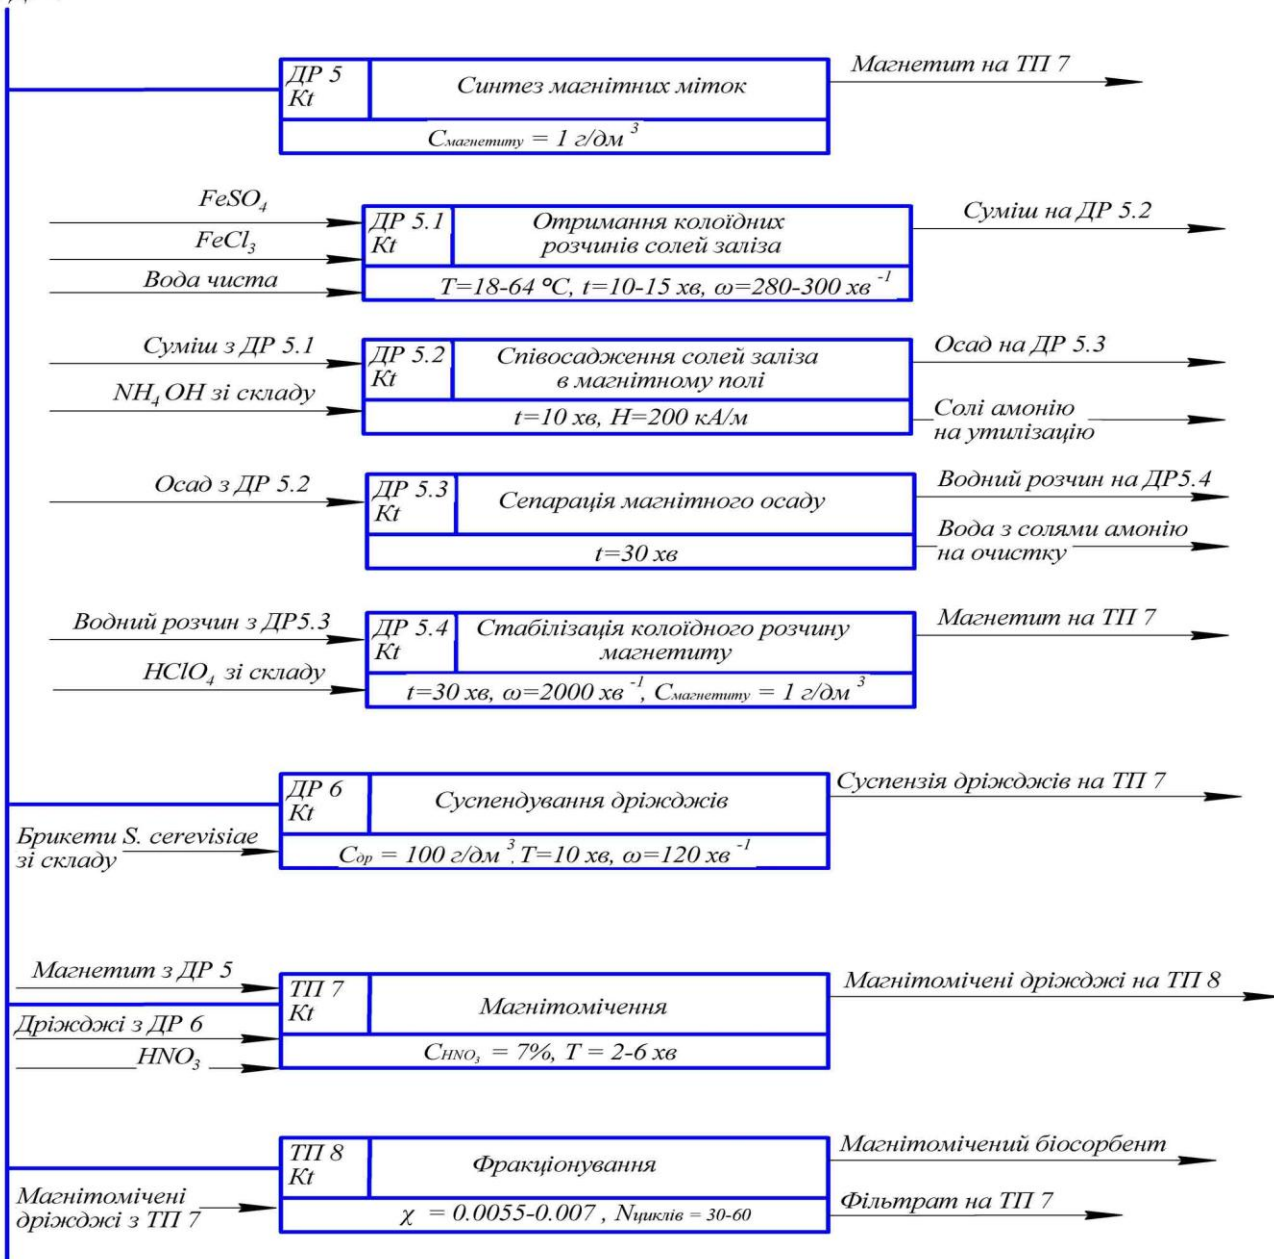 ДР 5
Kt
Синтез магнітних міток
Магнетит на ТП 7
Cмагнетиту = 1 г/дм 3
FeSO4
FeCl3
Вода чиста
ДР 5.1
Kt
Отримання колоїдних
розчинів солей заліза
Суміш на ДР 5.2
T=18-64 °C, t=10-15 хв, ω=280-300 хв -1
Суміш з ДР 5.1
NH4 OH зі складу
ДР 5.2
Kt
Співосадження солей заліза
в магнітному полі
Осад на ДР 5.3
t=10 хв, H=200 кА/м
Солі амонію
на утилізацію
Осад з ДР 5.2
ДР 5.3
Kt
Сепарація магнітного осаду
Водний розчин на ДР5.4
t=30 хв
Вода з солями амонію
на очистку
Водний розчин з ДР5.3
HClO4 зі складу
ДР 5.4
Kt
Стабілізація колоїдного розчину
магнетиту
Магнетит на ТП 7
t=30 хв, ω=2000 хв -1, Cмагнетиту = 1 г/дм 3
ДР 6
Kt
Суспендування дріжджів
Суспензія дріжджів на ТП 7
Брикети S. cerevisiae
зі складу
Cдр = 100 г/дм 3, T=10 хв, ω=120 хв -1
Магнетит з ДР 5
Дріжджі з ДР 6
HNO3
ТП 7
Kt
Магнітомічення
Магнітомічені дріжджі на ТП 8
CHNO3 = 7%, T = 2-6 хв
ТП 8
Kt
Фракціонування
Магнітомічений біосорбент
Магнітомічені
дріжджі з ТП 7
χ = 0.0055-0.007 , Nциклів = 30-60
Фільтрат на ТП 7